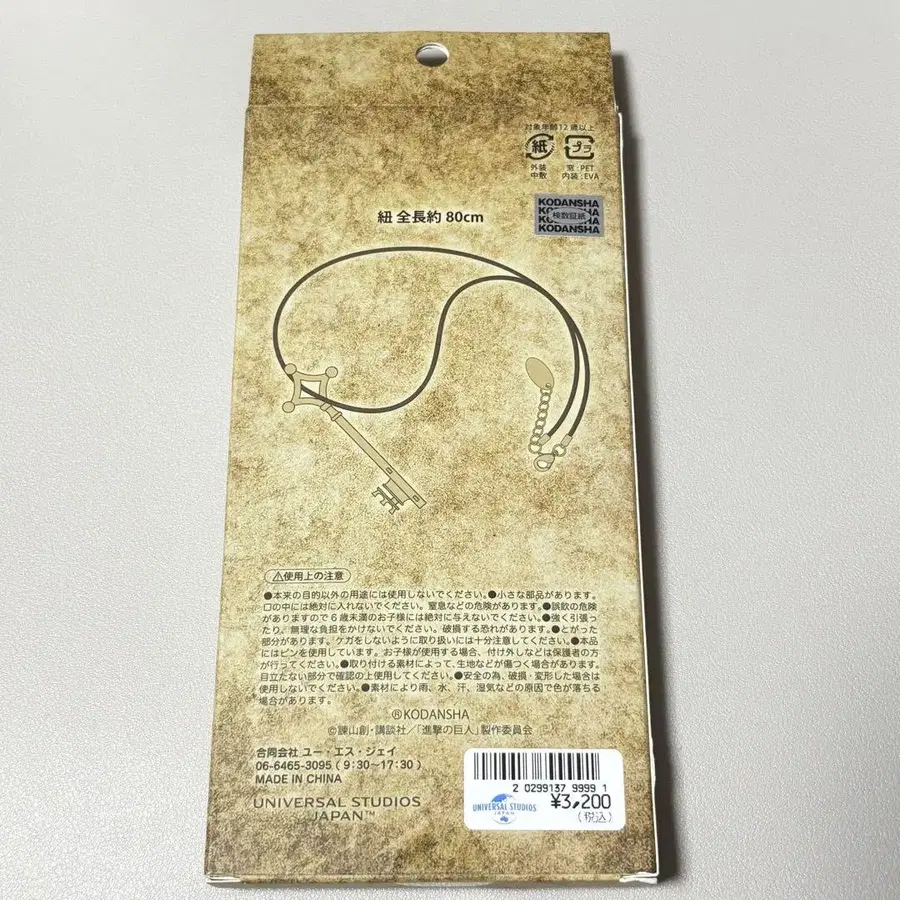 対象年齢12歳以上
紙 プラ
外装 窓:PET
中敷 内装:EVA
KODANSHA
検数証紙
KODANSHA
紐 全長約 80cm
⚠使用上の注意
●本来の目的以外の用途には使用しないでください。●小さな部品があります。
口の中には絶対に入れないでください。窒息などの危険があります。●誤飲の危険
がありますので6歳未満のお子様には絶対に与えないでください。●強く引張っ
たり、無理な負担をかけないでください。破損する恐れがあります。●とがった
部分があります。ケガをしないように取り扱いには十分注意してください。●本品
にはピンを使用しています。お子様が使用する場合、付け外しなどは保護者の方
が行ってください。●取り付ける素材によって、生地などが傷つく場合があります。
目立たない部分で確認の上使用してください。●安全の為、破損・変形した場合は
使用しないでください。●素材により雨、水、汗、湿気などの原因で色が落ちる
場合があります。
ⓇKODANSHA
©諫山創・講談社/「進撃の巨人」製作委員会
合同会社 ユー・エス・ジェイ
06-6465-3095(9:30~17:30)
MADE IN CHINA
UNIVERSAL STUDIOS
JAPAN™
2 0299137 9999 1
UNIVERSAL STUDIOS
JAPAN
¥3,200
(税込)